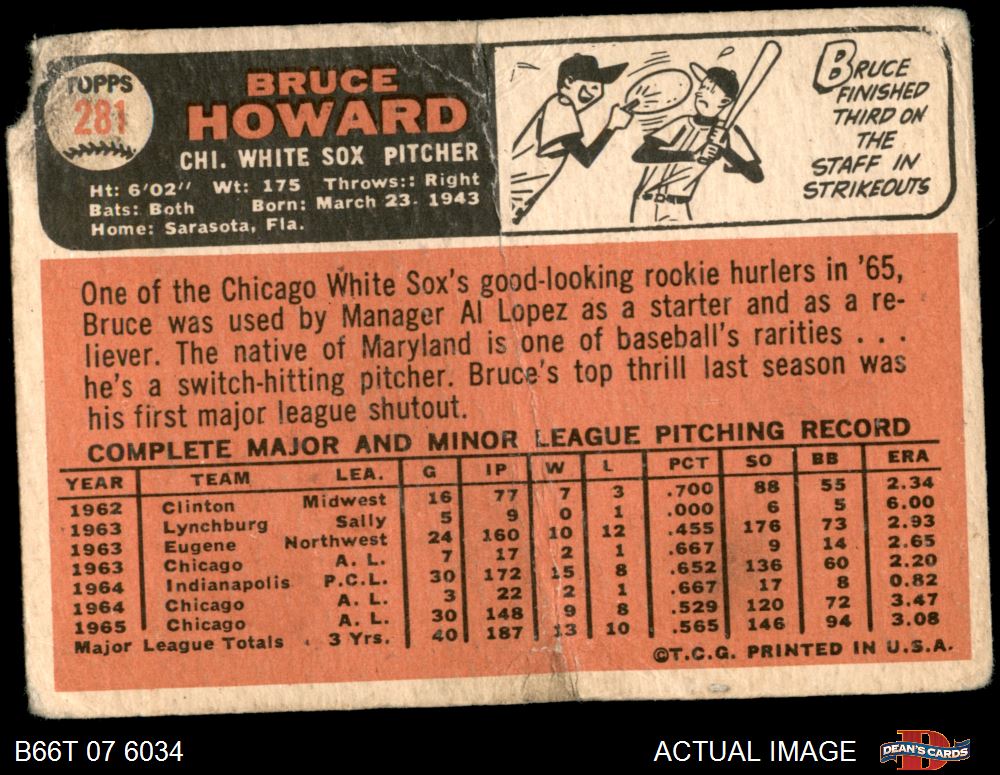 TOPPS
281
BRUCE
HOWARD
CHI. WHITE SOX PITCHER
Ht: 6'02" Wt: 175 Throws:: Right
Bats: Both Born: March 23, 1943
Home: Sarasota, Fla.
BRUCE
FINISHED
THIRD ON
THE
STAFF IN
STRIKEOUTS
One of the Chicago White Sox's good-looking rookie hurlers in '65,
Bruce was used by Manager Al Lopez as a starter and as a re-
liever. The native of Maryland is one of baseball's rarities . . .
he's a switch-hitting pitcher. Bruce's top thrill last season was
his first major league shutout.
COMPLETE MAJOR AND MINOR LEAGUE PITCHING RECORD
YEAR TEAM LEA. G IP W L PCT SO BB ERA
1962 Clinton Midwest 16 77 7 3 .700 88 55 2.34
1963 Lynchburg Sally 5 9 0 1 .000 6 5 6.00
1963 Eugene Northwest 24 160 10 12 .455 176 73 2.93
1963 Chicago A. L. 7 17 2 1 .667 9 14 2.65
1964 Indianapolis P.C.L. 30 172 15 8 .652 136 60 2.20
1964 Chicago A. L. 3 22 2 1 .667 17 8 0.82
1965 Chicago A. L. 30 148 9 8 .529 120 72 3.47
Major League Totals 3 Yrs. 40 187 13 10 .565 146 94 3.08
©T.C.G. PRINTED IN U.S.A.
B66T 07 6034
ACTUAL IMAGE
DEAN'S CARDS